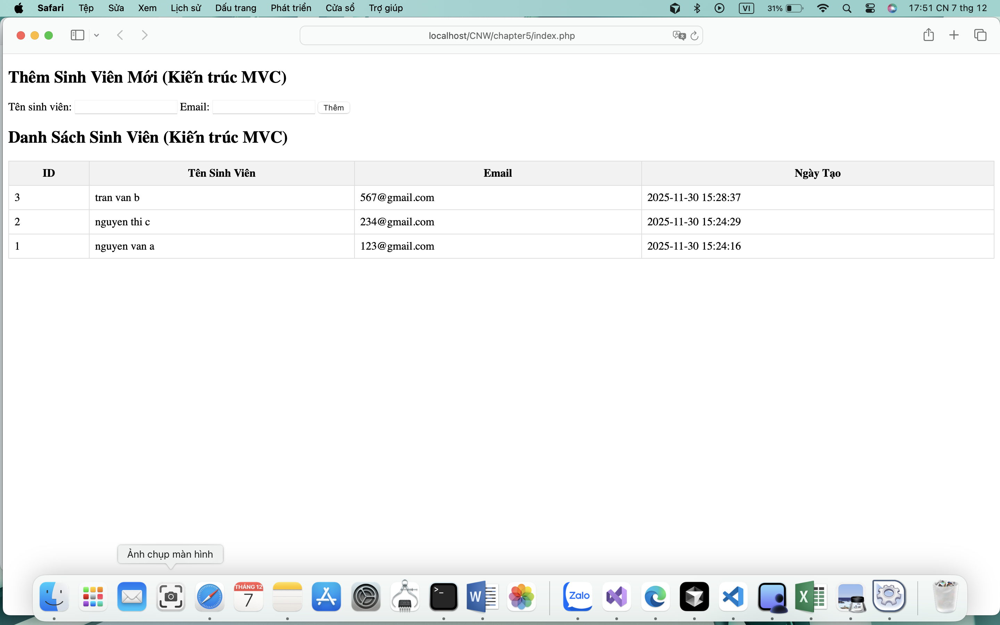 Safari Tệp Sửa Xem Lịch sử Dấu trang Phát triển Cửa sổ Trợ giúp VI 31% 17:51 CN 7 thg 12
localhost/CNW/chapter5/index.php
Thêm Sinh Viên Mới (Kiến trúc MVC)
Tên sinh viên: Email: Thêm
Danh Sách Sinh Viên (Kiến trúc MVC)
ID Tên Sinh Viên Email Ngày Tạo
3 tran van b 567@gmail.com 2025-11-30 15:28:37
2 nguyen thi c 234@gmail.com 2025-11-30 15:24:29
1 nguyen van a 123@gmail.com 2025-11-30 15:24:16
Ảnh chụp màn hình
THÁNG 12
7
>_
W
Zalo
X